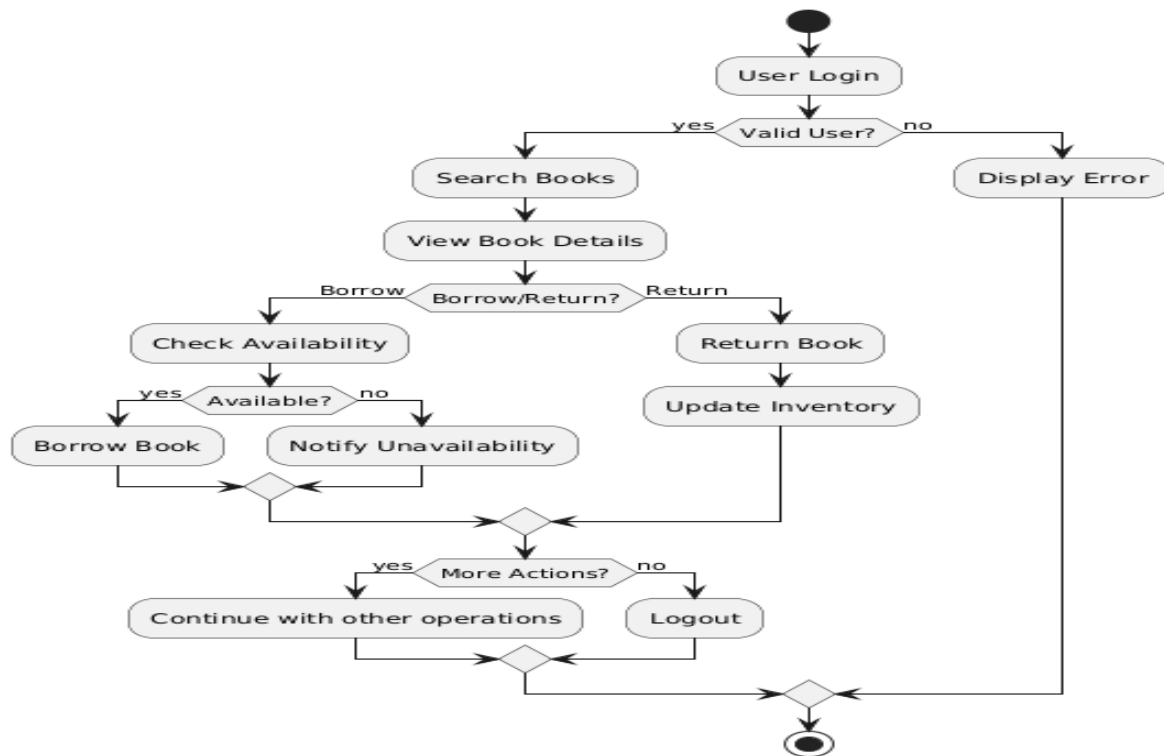 User Login
yes
Valid User?
no
Search Books
Display Error
View Book Details
Borrow
Borrow/Return?
Return
Check Availability
Return Book
yes
Available?
no
Update Inventory
Borrow Book
Notify Unavailability
yes
More Actions?
no
Continue with other operations
Logout